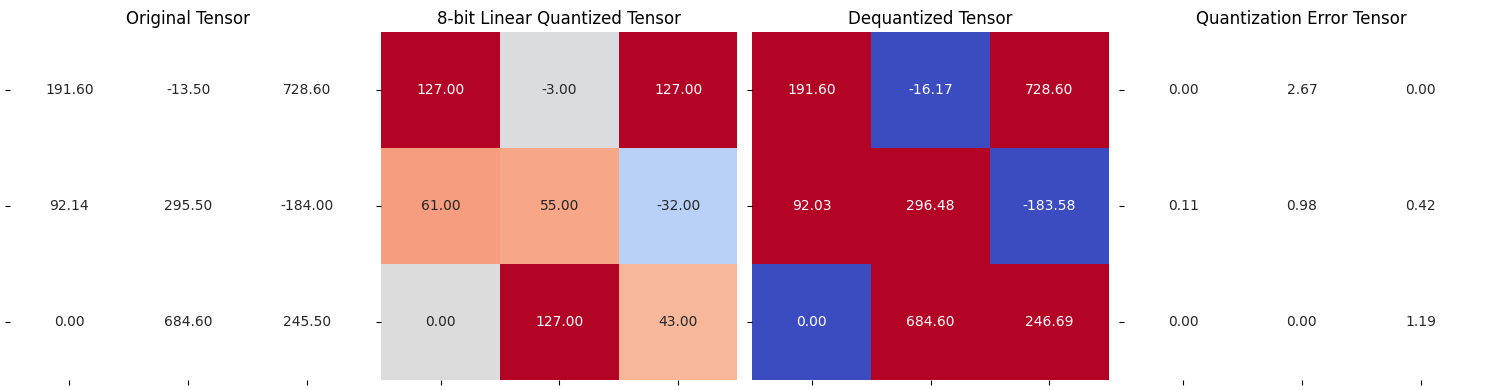 Original Tensor
8-bit Linear Quantized Tensor
Dequantized Tensor
Quantization Error Tensor
191.60 -13.50 728.60
127.00 -3.00 127.00
191.60 -16.17 728.60
0.00 2.67 0.00
92.14 295.50 -184.00
61.00 55.00 -32.00
92.03 296.48 -183.58
0.11 0.98 0.42
0.00 684.60 245.50
0.00 127.00 43.00
0.00 684.60 246.69
0.00 0.00 1.19